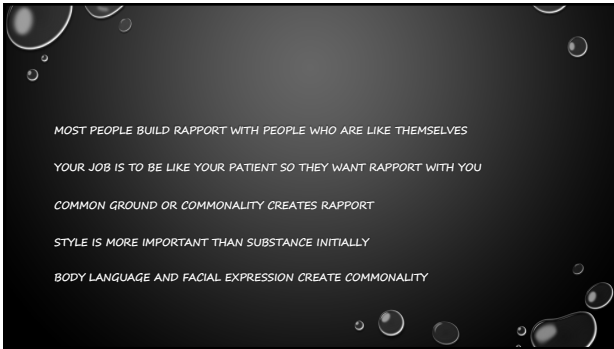 MOST PEOPLE BUILD RAPPORT WITH PEOPLE WHO ARE LIKE THEMSELVES
YOUR JOB IS TO BE LIKE YOUR PATIENT SO THEY WANT RAPPORT WITH YOU
COMMON GROUND OR COMMONALITY CREATES RAPPORT
STYLE IS MORE IMPORTANT THAN SUBSTANCE INITIALLY
BODY LANGUAGE AND FACIAL EXPRESSION CREATE COMMONALITY